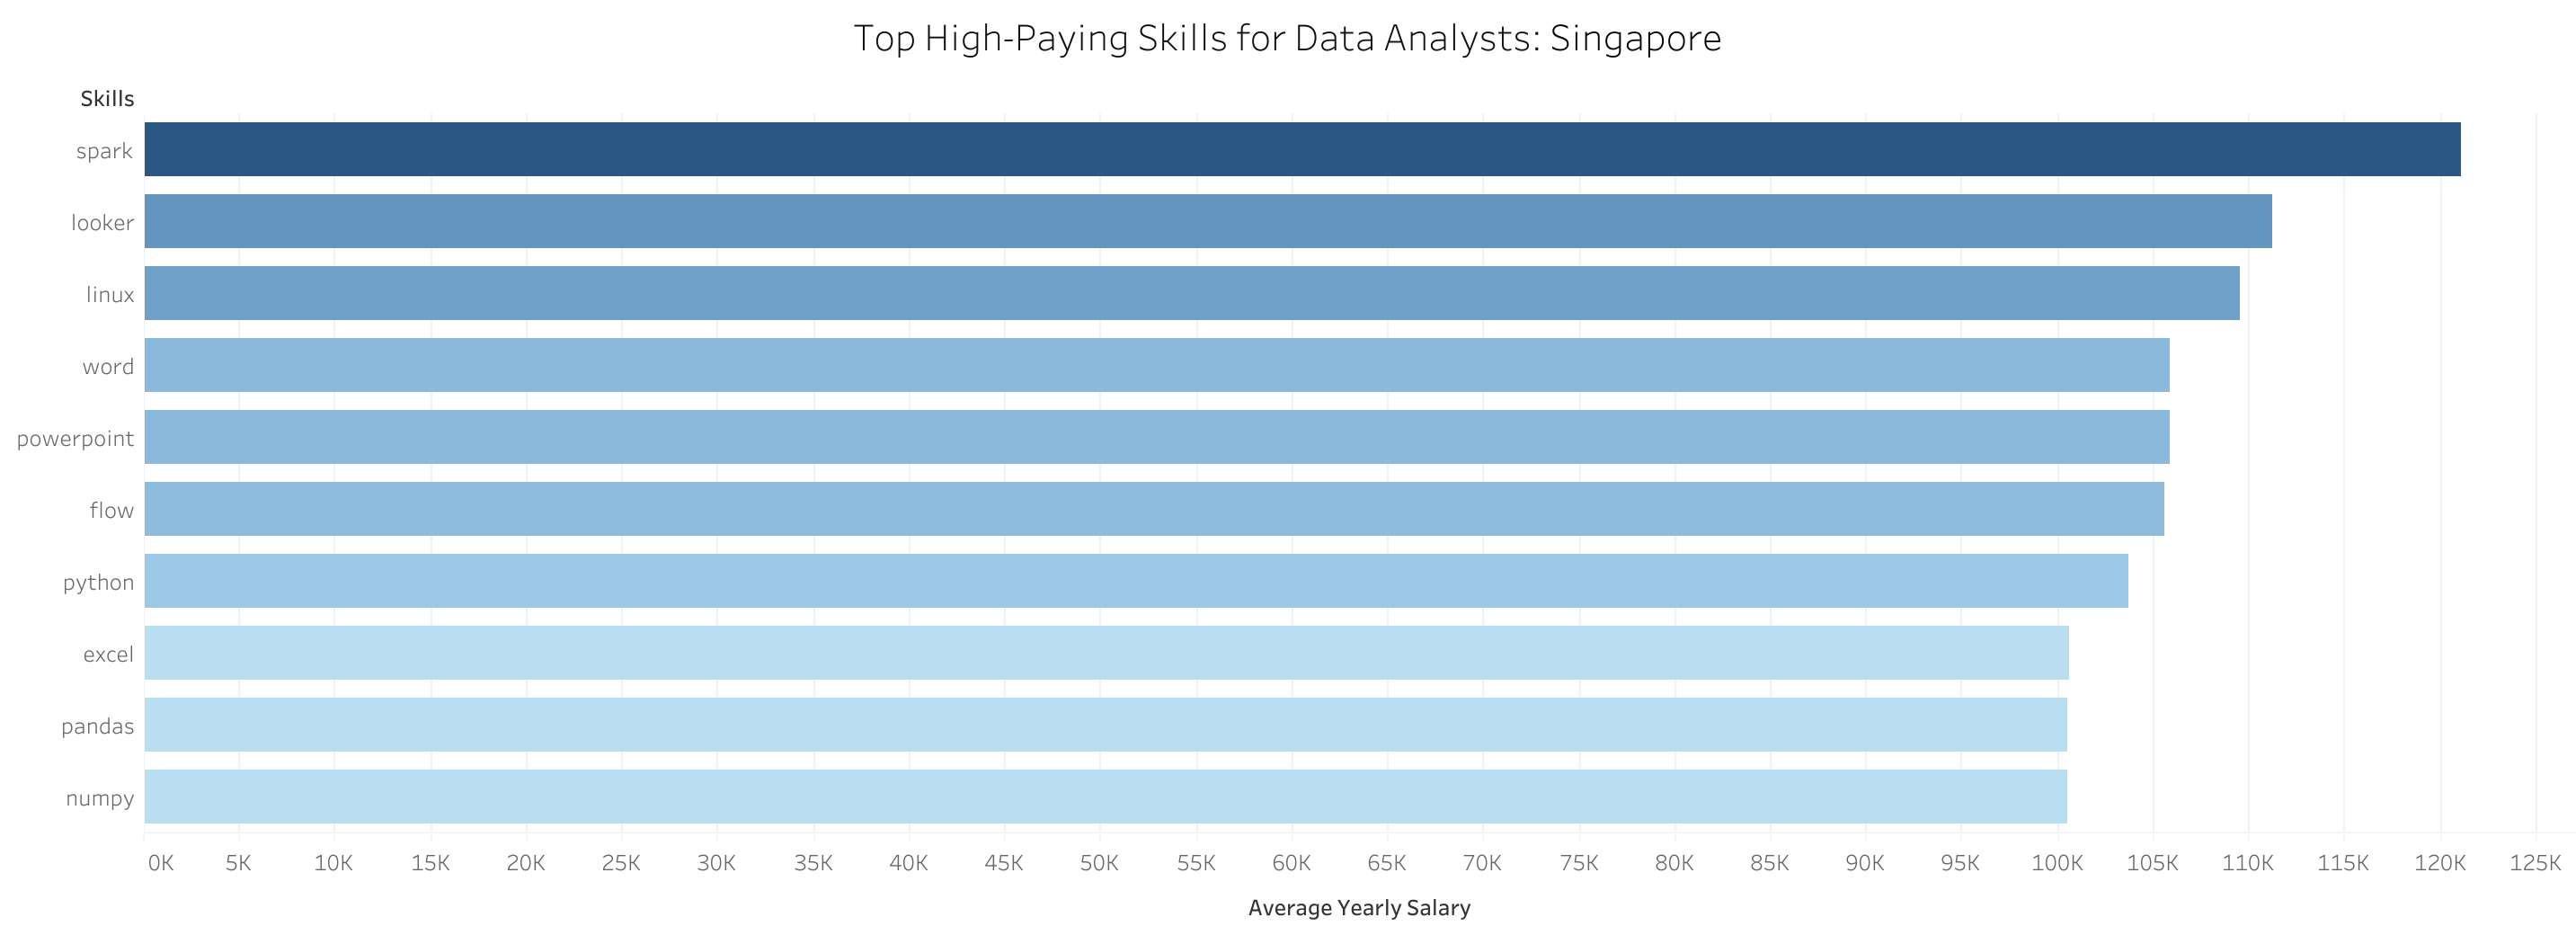 Top High-Paying Skills for Data Analysts: Singapore
Skills
spark
looker
linux
word
powerpoint
flow
python
excel
pandas
numpy
0K 5K 10K 15K 20K 25K 30K 35K 40K 45K 50K 55K 60K 65K 70K 75K 80K 85K 90K 95K 100K 105K 110K 115K 120K 125K
Average Yearly Salary